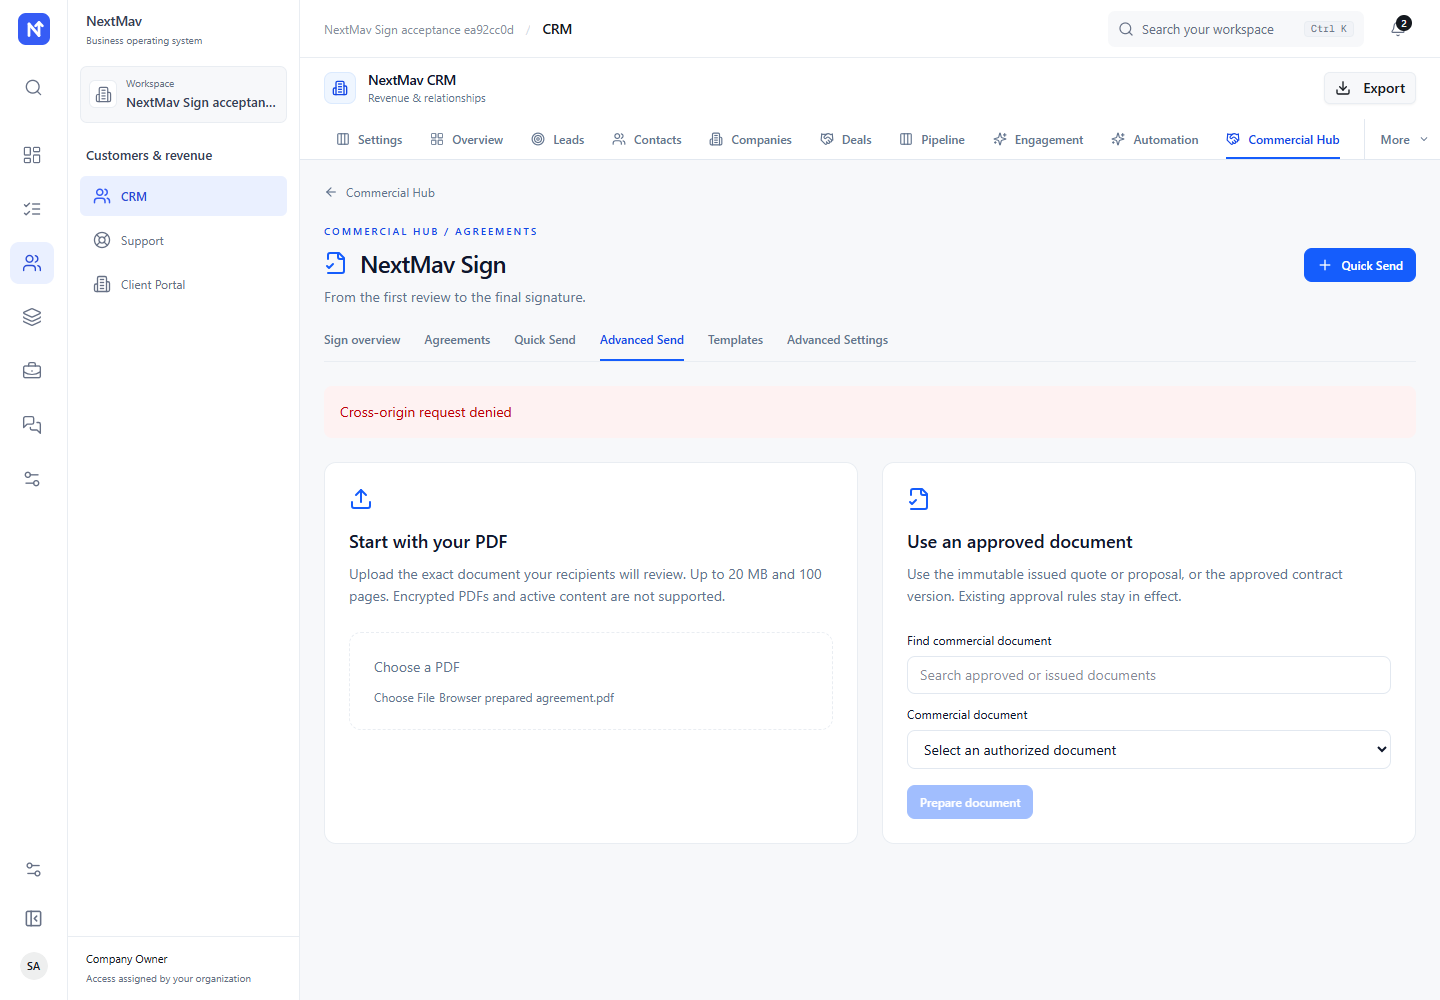 NextMav
Business operating system
Workspace
NextMav Sign acceptan...
Customers & revenue
CRM
Support
Client Portal
Company Owner
Access assigned by your organization
SA
NextMav Sign acceptance ea92cc0d / CRM
Search your workspace Ctrl K
2
NextMav CRM
Revenue & relationships
Export
Settings Overview Leads Contacts Companies Deals Pipeline Engagement Automation Commercial Hub More
Commercial Hub
COMMERCIAL HUB / AGREEMENTS
NextMav Sign
Quick Send
From the first review to the final signature.
Sign overview Agreements Quick Send Advanced Send Templates Advanced Settings
Cross-origin request denied
Start with your PDF
Upload the exact document your recipients will review. Up to 20 MB and 100
pages. Encrypted PDFs and active content are not supported.
Choose a PDF
Choose File Browser prepared agreement.pdf
Use an approved document
Use the immutable issued quote or proposal, or the approved contract
version. Existing approval rules stay in effect.
Find commercial document
Search approved or issued documents
Commercial document
Select an authorized document
Prepare document